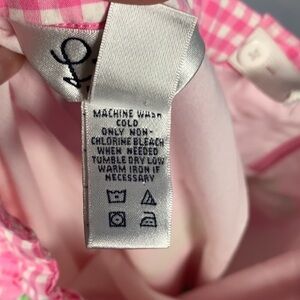 MACHINE WASH
COLD
ONLY NON-
CHLORINE BLEACH
WHEN NEEDED
TUMBLE DRY LOW
WARM IRON IF
NECESSARY